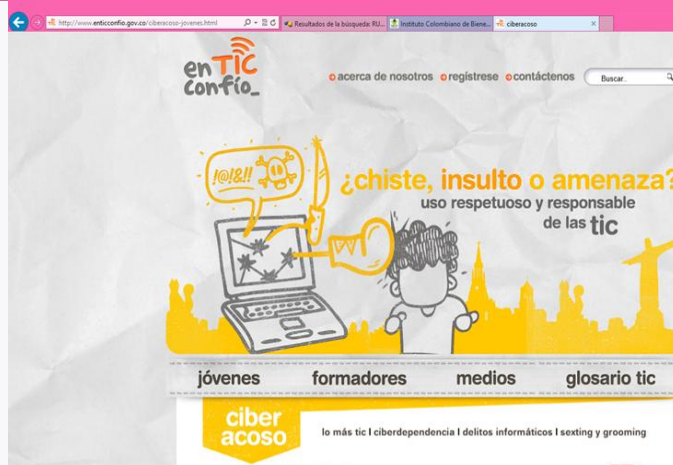 http://www.enticconfio.gov.co/ciberacoso-jovenes.html
Resultados de la búsqueda: RU...
Instituto Colombiano de Biene...
ciberacoso
en TIC
confío_
acerca de nosotros
regístrese
contáctenos
Buscar.
!@!&!!
¿chiste, insulto o amenaza?
uso respetuoso y responsable
de las tic
jóvenes
formadores
medios
glosario tic
ciber
acoso
lo más tic I ciberdependencia I delitos informáticos I sexting y grooming